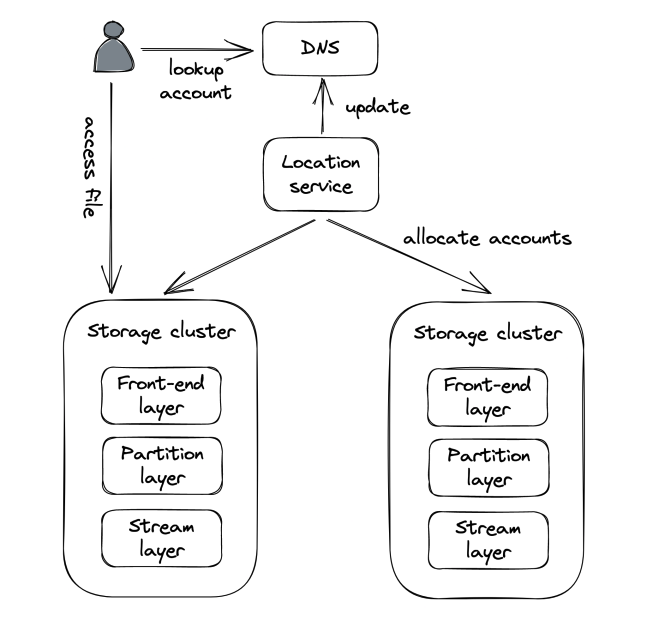 DNS
lookup
account
update
access file
Location
service
allocate accounts
Storage cluster
Front-end
layer
Partition
layer
Stream
layer
Storage cluster
Front-end
layer
Partition
layer
Stream
layer